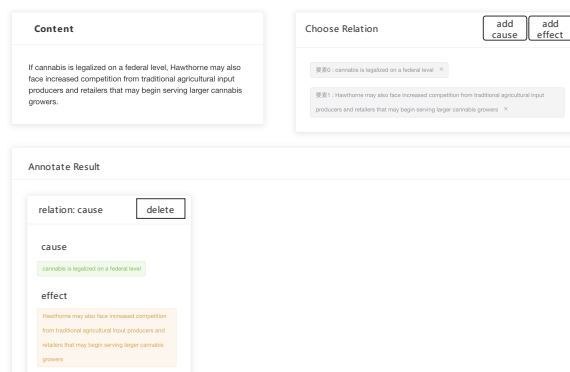 Content
If cannabis is legalized on a federal level, Hawthorne may also
face increased competition from traditional agricultural input
producers and retailers that may begin serving larger cannabis
growers.
Choose Relation
add
cause
add
effect
要素0 : cannabis is legalized on a federal level ×
要素1 : Hawthorne may also face increased competition from traditional agricultural input
producers and retailers that may begin serving larger cannabis growers ×
Annotate Result
relation: cause
delete
cause
cannabis is legalized on a federal level
effect
Hawthorne may also face increased competition
from traditional agricultural input producers and
retailers that may begin serving larger cannabis
growers